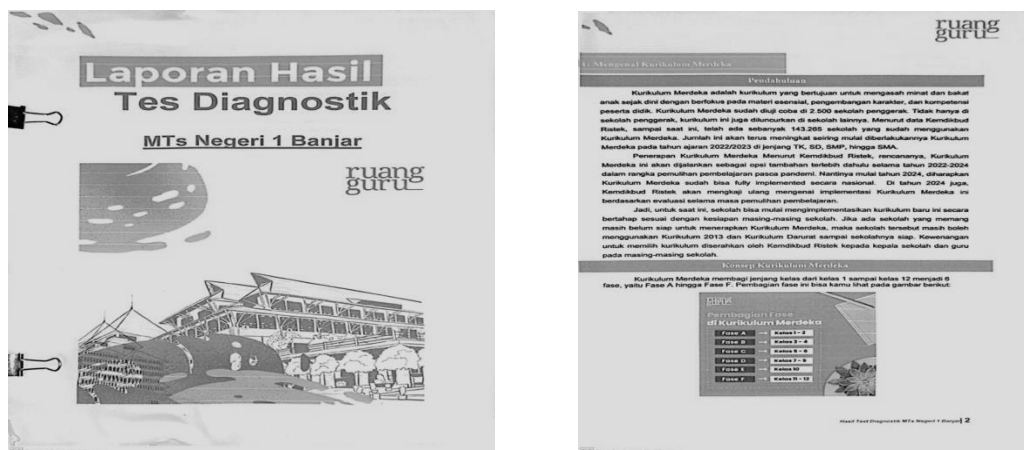 Laporan Hasil
Tes Diagnostik
MTs Negeri 1 Banjar
ruang
guru
ruang
guru
1. Mengenal Kurikulum Merdeka
Pendahuluan
Kurikulum Merdeka adalah kurikulum yang bertujuan untuk mengasah minat dan bakat
anak sejak dini dengan berfokus pada materi esensial, pengembangan karakter, dan kompetensi
peserta didik. Kurikulum Merdeka sudah diuji coba di 2.500 sekolah penggerak. Tidak hanya di
sekolah penggerak, kurikulum ini juga diluncurkan di sekolah lainnya. Menurut data Kemdikbud
Ristek, sampai saat ini, telah ada sebanyak 143.265 sekolah yang sudah menggunakan
Kurikulum Merdeka. Jumlah ini akan terus meningkat seiring mulai diberlakukannya Kurikulum
Merdeka pada tahun ajaran 2022/2023 di jenjang TK, SD, SMP, hingga SMA.
Penerapan Kurikulum Merdeka Menurut Kemdikbud Ristek, rencananya, Kurikulum
Merdeka ini akan dijalankan sebagai opsi tambahan terlebih dahulu selama tahun 2022-2024
dalam rangka pemulihan pembelajaran pasca pandemi. Nantinya mulai tahun 2024, diharapkan
Kurikulum Merdeka sudah bisa fully implemented secara nasional. Di tahun 2024 juga,
Kemdikbud Ristek akan mengkaji ulang mengenai implementasi Kurikulum Merdeka ini
berdasarkan evaluasi selama masa pemulihan pembelajaran.
Jadi, untuk saat ini, sekolah bisa mulai mengimplementasikan kurikulum baru ini secara
bertahap sesuai dengan kesiapan masing-masing sekolah. Jika ada sekolah yang memang
masih belum siap untuk menerapkan Kurikulum Merdeka, maka sekolah tersebut masih boleh
menggunakan Kurikulum 2013 dan Kurikulum Darurat sampai sekolahnya siap. Kewenangan
untuk memilih kurikulum diserahkan oleh Kemdikbud Ristek kepada kepala sekolah dan guru
pada masing-masing sekolah.
Konsep Kurikulum Merdeka
Kurikulum Merdeka membagi jenjang kelas dari kelas 1 sampai kelas 12 menjadi 6
fase, yaitu Fase A hingga Fase F. Pembagian fase ini bisa kamu lihat pada gambar berikut:
ruang
guru
Pembagian Fase
di Kurikulum Merdeka
Fase A Kelas 1 - 2
Fase B Kelas 3 - 4
Fase C Kelas 5 - 6
Fase D Kelas 7 - 9
Fase E Kelas 10
Fase F Kelas 11 - 12
Hasil Test Diagnostik MTs Negeri 1 Banjar| 2